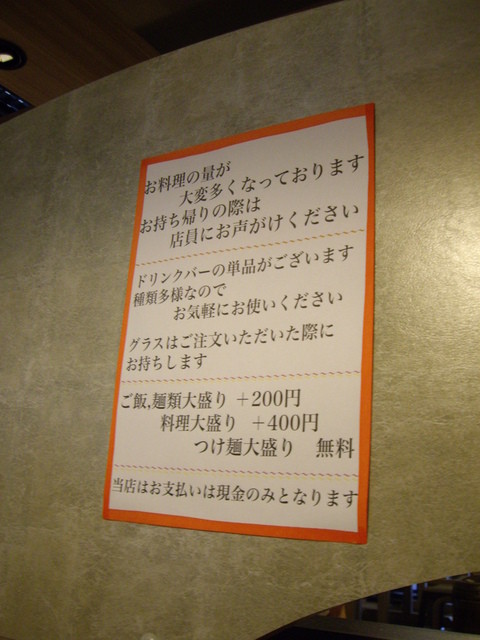 お料理の量が
大変多くなっております
お持ち帰りの際は
店員にお声がけください
ドリンクバーの単品がございます
種類多様なので
お気軽にお使いください
グラスはご注文いただいた際に
お持ちします
ご飯,麺類大盛り +200円
料理大盛り +400円
つけ麺大盛り 無料
当店はお支払いは現金のみとなります